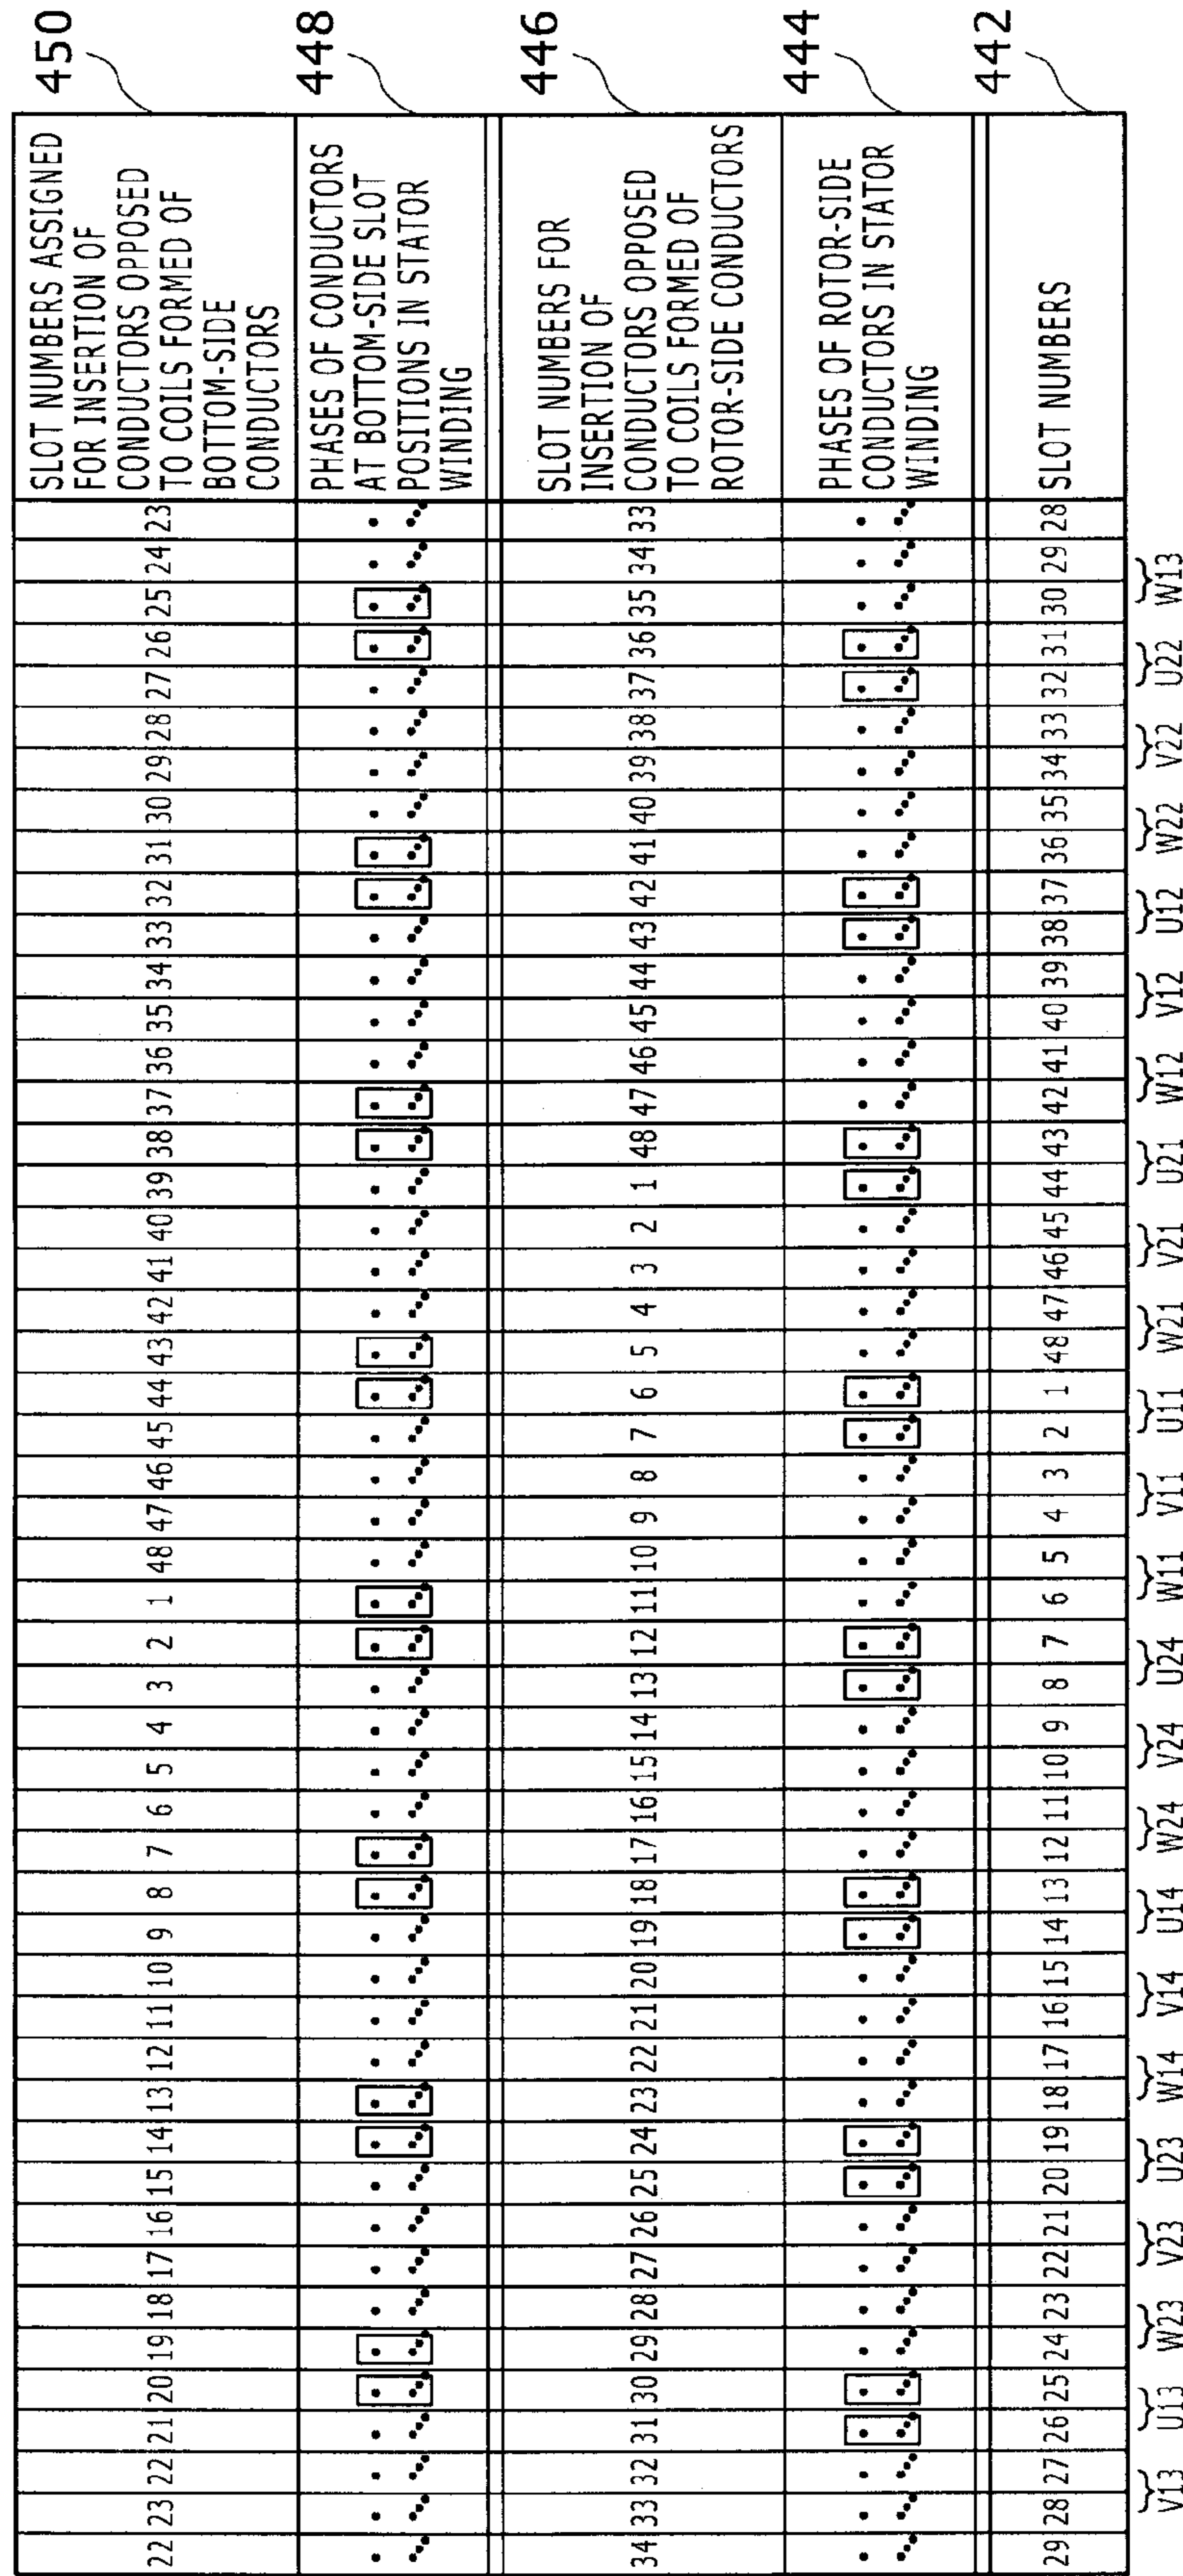 22 23 22 21 20 19 18 17 16 15 14 13 12 11 10 9 8 7 6 5 4 3 2 1 48 47 46 45 44 43 42 41 40 39 38 37 36 35 34 33 32 31 30 29 28 27 26 25 24 23
SLOT NUMBERS ASSIGNED
FOR INSERTION OF
CONDUCTORS OPPOSED
TO COILS FORMED OF
BOTTOM-SIDE
CONDUCTORS
450
PHASES OF CONDUCTORS
AT BOTTOM-SIDE SLOT
POSITIONS IN STATOR
WINDING
448
34 33 32 31 30 29 28 27 26 25 24 23 22 21 20 19 18 17 16 15 14 13 12 11 10 9 8 7 6 5 4 3 2 1 48 47 46 45 44 43 42 41 40 39 38 37 36 35 34 33
SLOT NUMBERS FOR
INSERTION OF
CONDUCTORS OPPOSED
TO COILS FORMED OF
ROTOR-SIDE CONDUCTORS
446
PHASES OF ROTOR-SIDE
CONDUCTORS IN STATOR
WINDING
444
29 28 27 26 25 24 23 22 21 20 19 18 17 16 15 14 13 12 11 10 9 8 7 6 5 4 3 2 1 48 47 46 45 44 43 42 41 40 39 38 37 36 35 34 33 32 31 30 29 28
SLOT NUMBERS
442
V13 U13 W23 V23 U23 W14 V14 U14 W24 V24 U24 W11 V11 U11 W21 V21 U21 W12 V12 U12 W22 V22 U22 W13